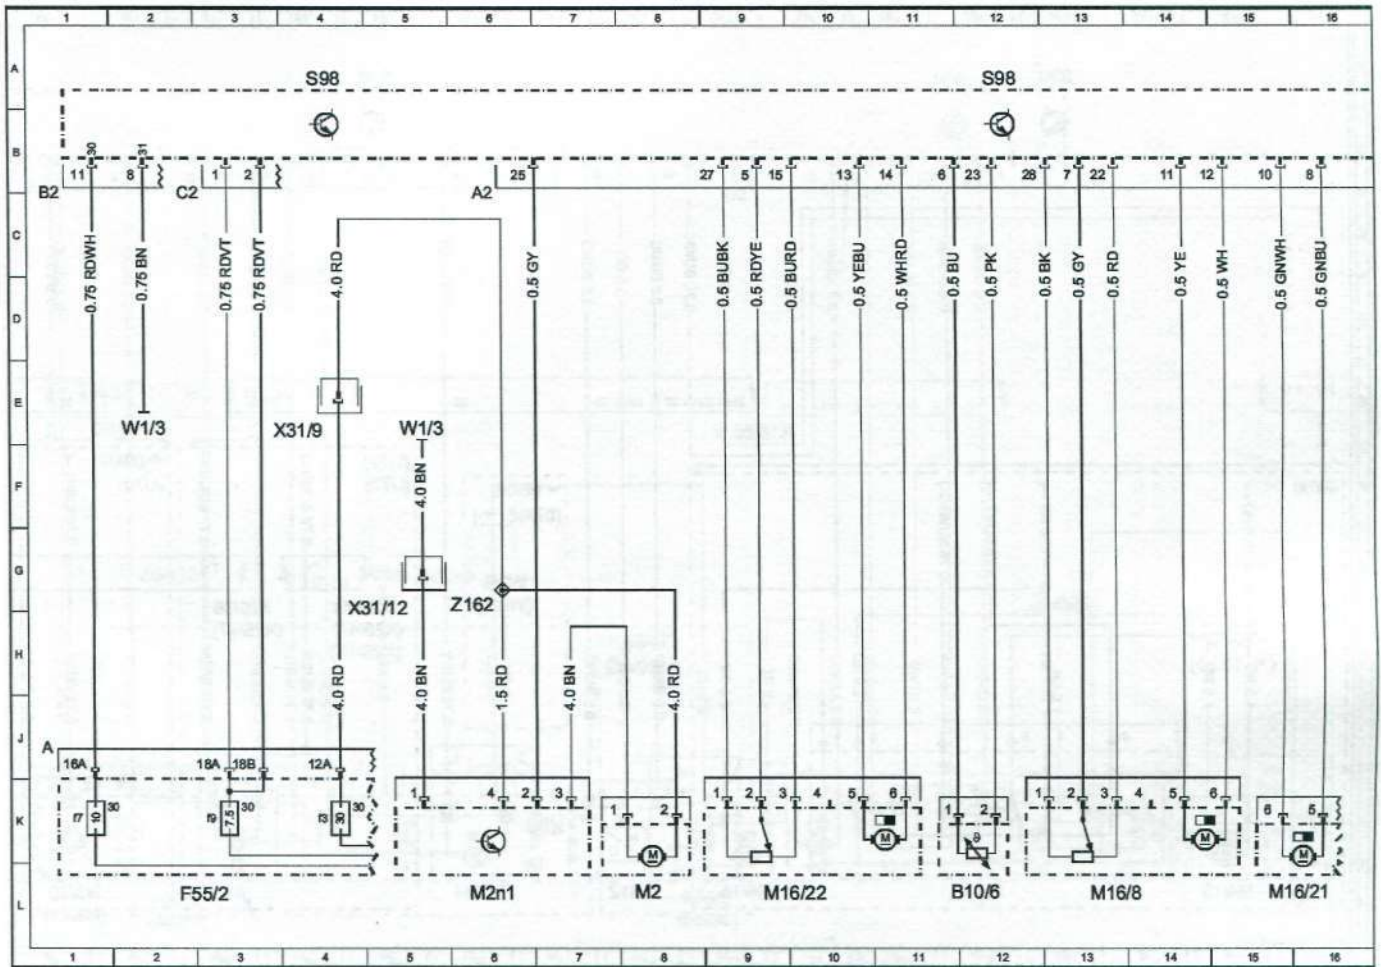 1 2 3 4 5 6 7 8 9 10 11 12 13 14 15 16
A
S98 S98
B
30 31
11 8 1 2 25 27 5 15 13 14 6 23 28 7 22 11 12 10 8
B2 C2 A2
C
0.75 RDWH
0.75 BN
0.75 RDVT
0.75 RDVT
4.0 RD
0.5 GY
0.5 BUBK
0.5 RDYE
0.5 BURD
0.5 YEBU
0.5 WHRD
0.5 BU
0.5 PK
0.5 BK
0.5 GY
0.5 RD
0.5 YE
0.5 WH
0.5 GNWH
0.5 GNBU
D
E
W1/3 X31/9 W1/3
F
4.0 BN
G
X31/12 Z162
H
4.0 RD
4.0 BN
1.5 RD
4.0 BN
4.0 RD
J
A
16A 18A 18B 12A
1 4 2 3 1 2 1 2 3 4 5 6 1 2 1 2 3 4 5 6 6 5
K
f7 10 30 f9 7.5 30 f3 30 30
M M M M
ϑ
F55/2 M2n1 M2 M16/22 B10/6 M16/8 M16/21
L
1 2 3 4 5 6 7 8 9 10 11 12 13 14 15 16